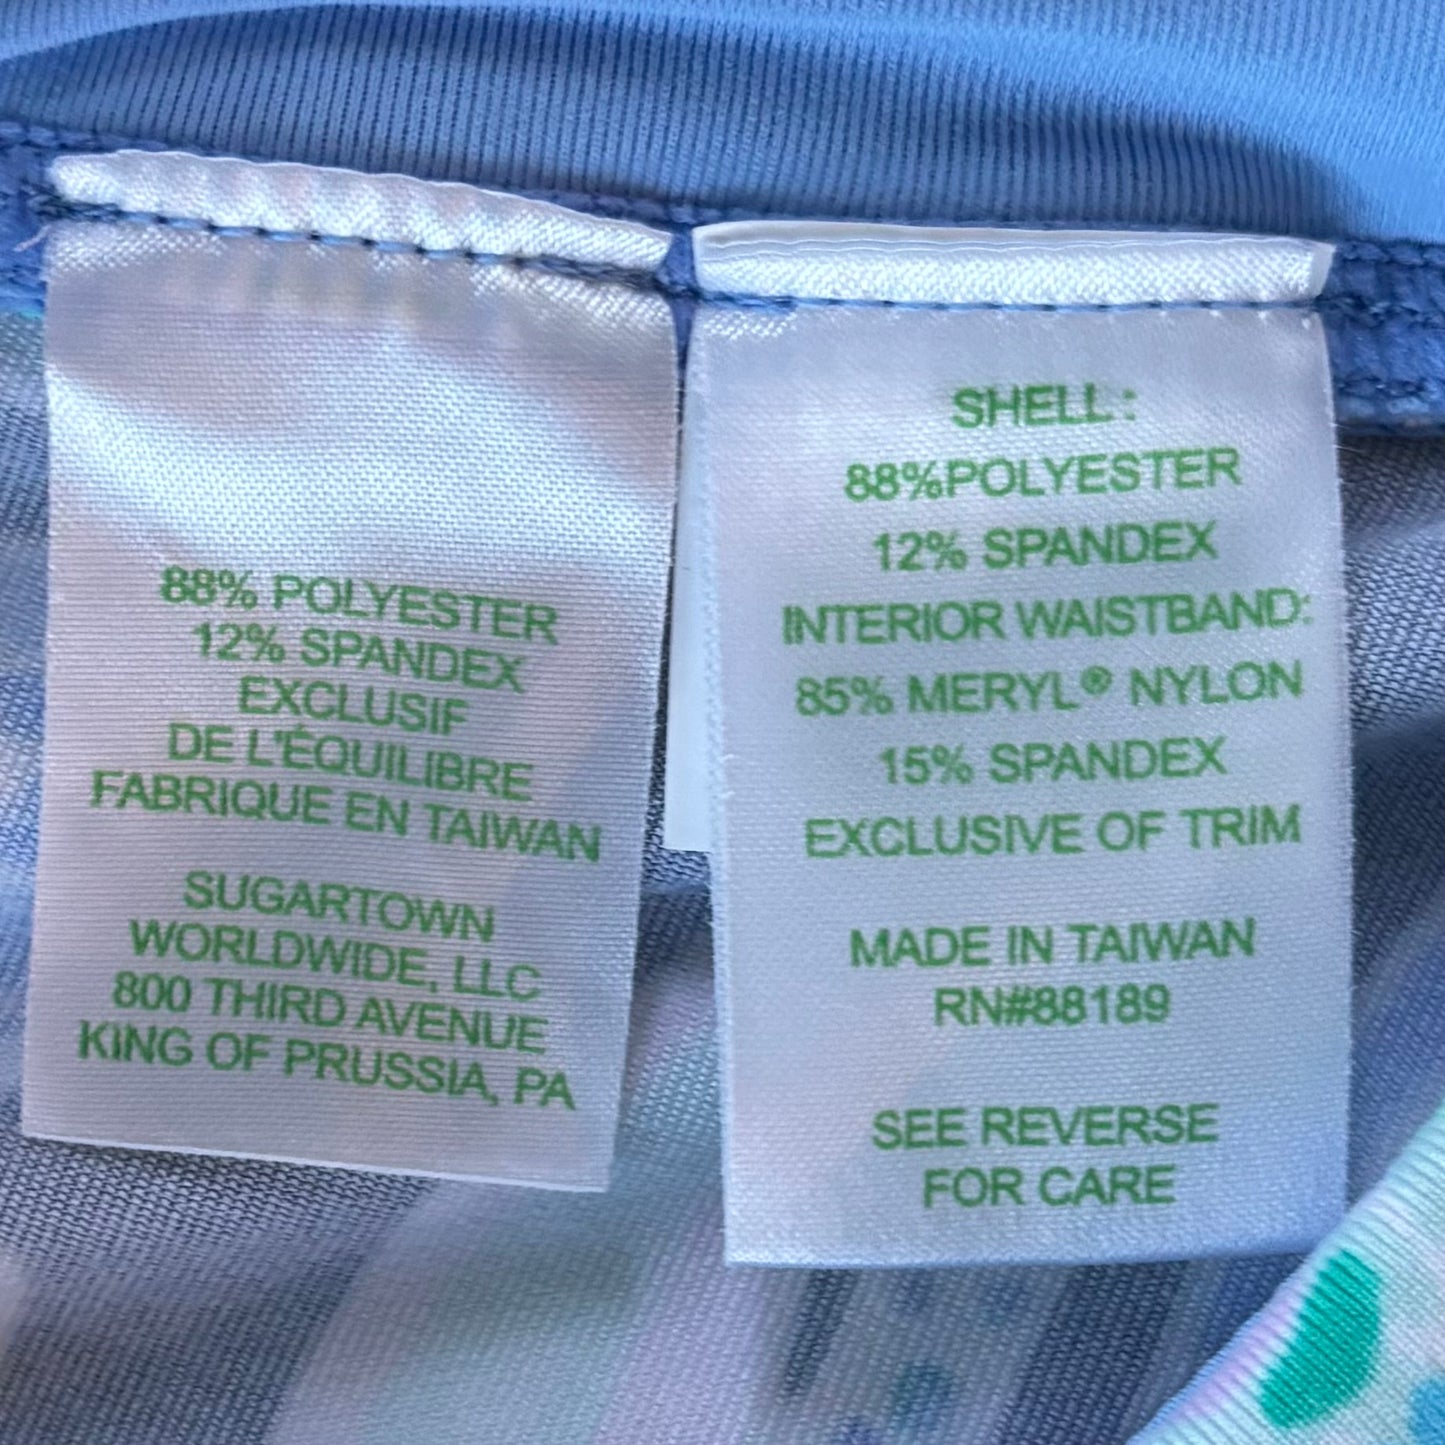 88% POLYESTER
12% SPANDEX
EXCLUSIF
DE L'ÉQUILIBRE
FABRIQUE EN TAIWAN
SUGARTOWN
WORLDWIDE, LLC
800 THIRD AVENUE
KING OF PRUSSIA, PA
SHELL:
88%POLYESTER
12% SPANDEX
INTERIOR WAISTBAND:
85% MERYL® NYLON
15% SPANDEX
EXCLUSIVE OF TRIM
MADE IN TAIWAN
RN#88189
SEE REVERSE
FOR CARE